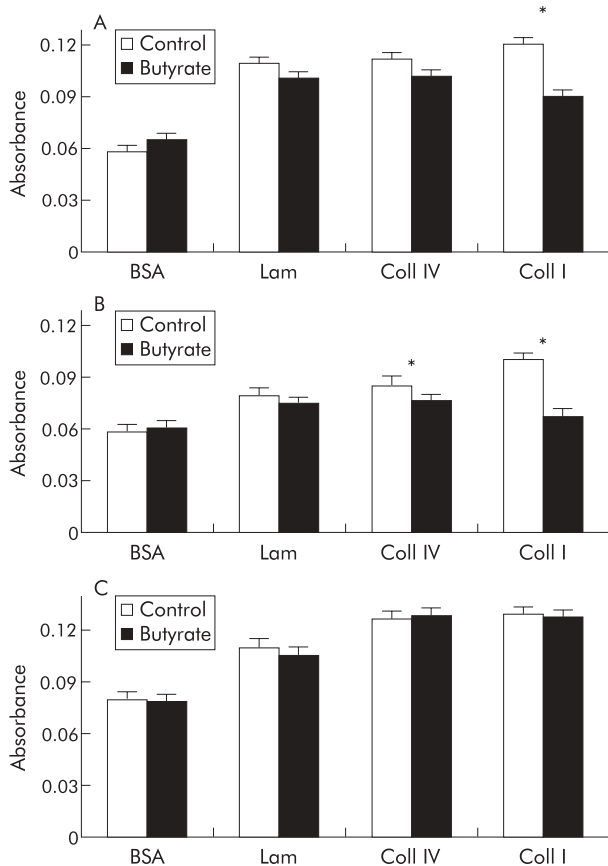 A
Control
Butyrate
*
0.12
0.09
0.06
0.03
0
Absorbance
BSA Lam Coll IV Coll I
B
Control
Butyrate
* *
0.12
0.09
0.06
0.03
0
Absorbance
BSA Lam Coll IV Coll I
C
Control
Butyrate
0.12
0.09
0.06
0.03
0
Absorbance
BSA Lam Coll IV Coll I